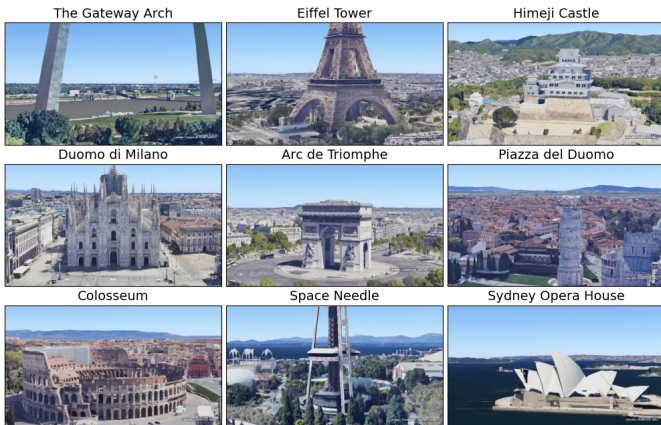 The Gateway Arch
Eiffel Tower
Himeji Castle
Duomo di Milano
Arc de Triomphe
Piazza del Duomo
Colosseum
Space Needle
Sydney Opera House